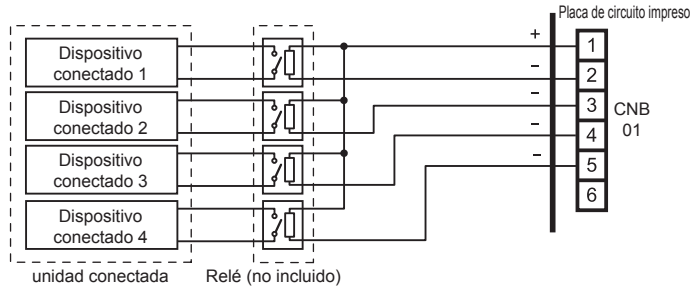 Placa de circuito impreso
Dispositivo
conectado 1
Dispositivo
conectado 2
Dispositivo
conectado 3
Dispositivo
conectado 4
+
−
−
−
−
1
2
3
4
5
6
CNB
01
unidad conectada
Relé (no incluido)